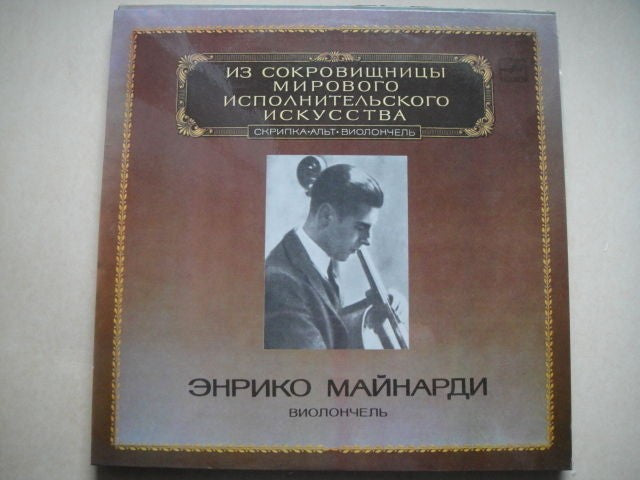 ИЗ СОКРОВИЩНИЦЫ
МИРОВОГО
ИСПОЛНИТЕЛЬСКОГО
ИСКУССТВА
СКРИПКА·АЛЬТ·ВИОЛОНЧЕЛЬ
ЭНРИКО МАЙНАРДИ
ВИОЛОНЧЕЛЬ